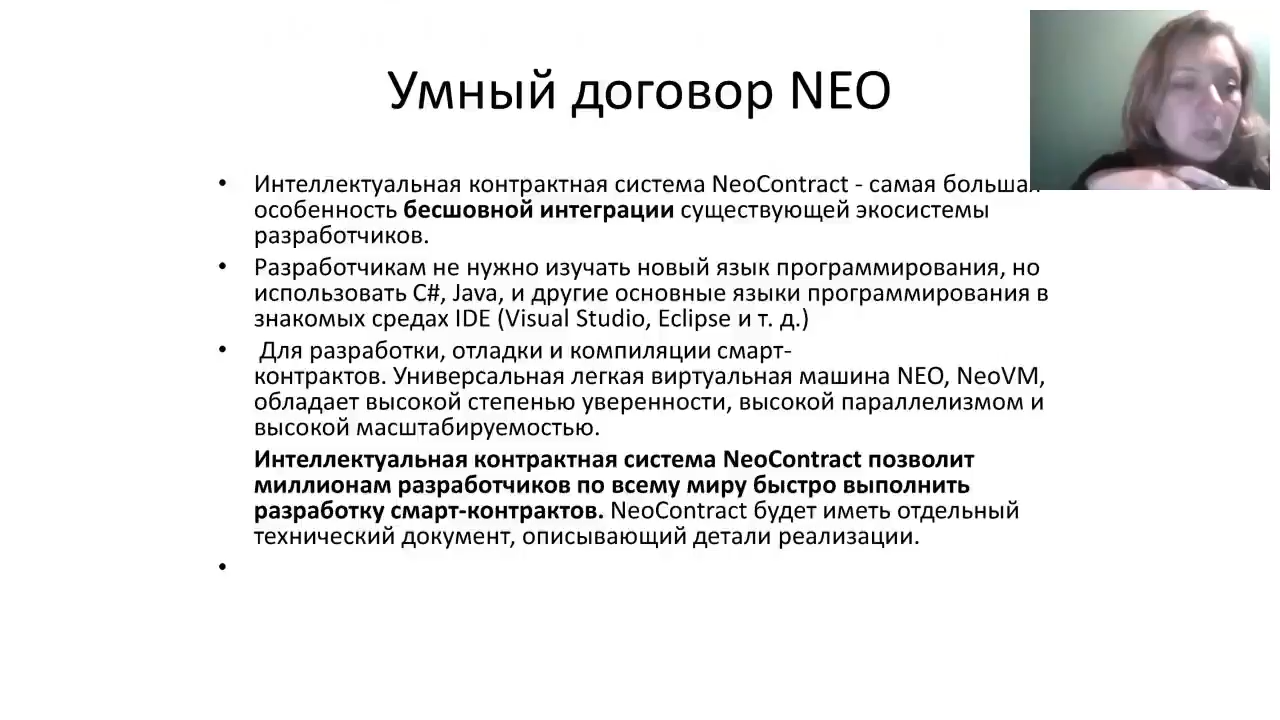 Умный договор NEO
• Интеллектуальная контрактная система NeoContract - самая большая
особенность бесшовной интеграции существующей экосистемы
разработчиков.
• Разработчикам не нужно изучать новый язык программирования, но
использовать C#, Java, и другие основные языки программирования в
знакомых средах IDE (Visual Studio, Eclipse и т. д.)
• Для разработки, отладки и компиляции смарт-
контрактов. Универсальная легкая виртуальная машина NEO, NeoVM,
обладает высокой степенью уверенности, высокой параллелизмом и
высокой масштабируемостью.
Интеллектуальная контрактная система NeoContract позволит
миллионам разработчиков по всему миру быстро выполнить
разработку смарт-контрактов. NeoContract будет иметь отдельный
технический документ, описывающий детали реализации.
•